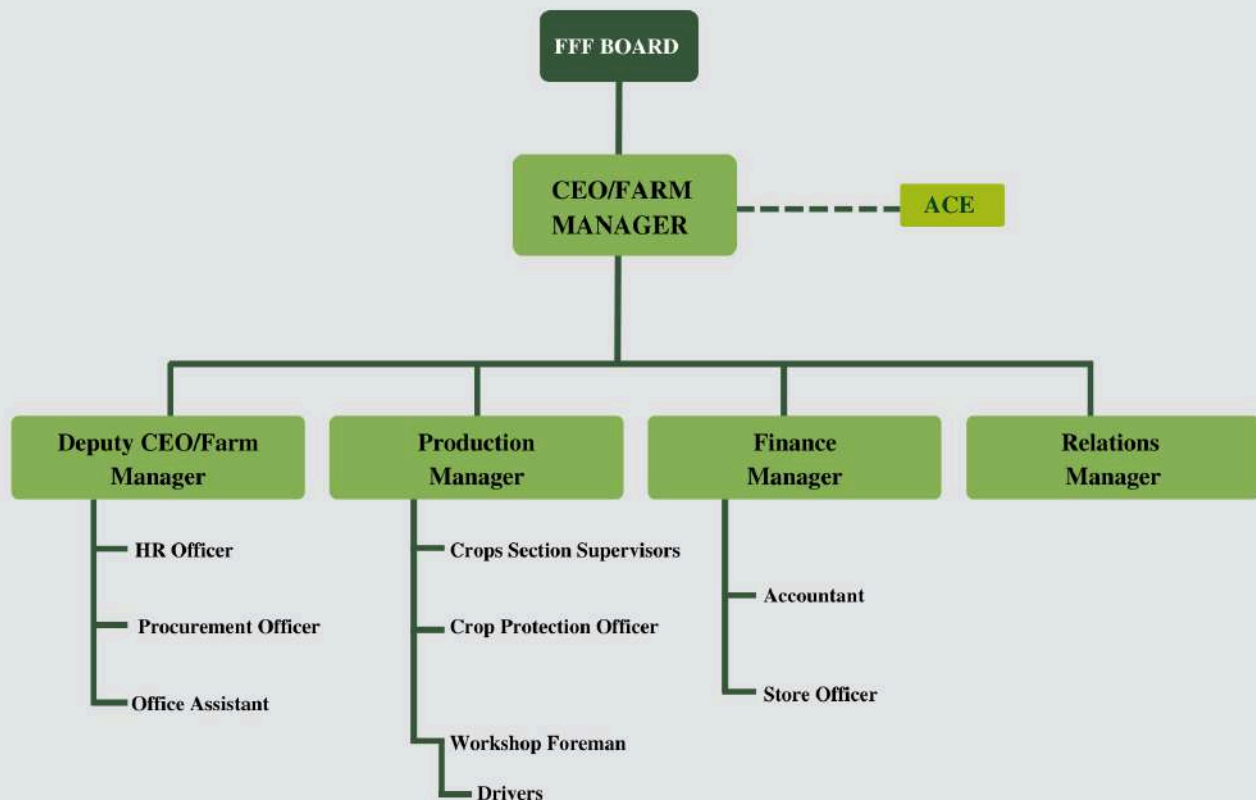 FFF BOARD
CEO/FARM
MANAGER
ACE
Deputy CEO/Farm
Manager
Production
Manager
Finance
Manager
Relations
Manager
HR Officer
Procurement Officer
Office Assistant
Crops Section Supervisors
Crop Protection Officer
Workshop Foreman
Drivers
Accountant
Store Officer